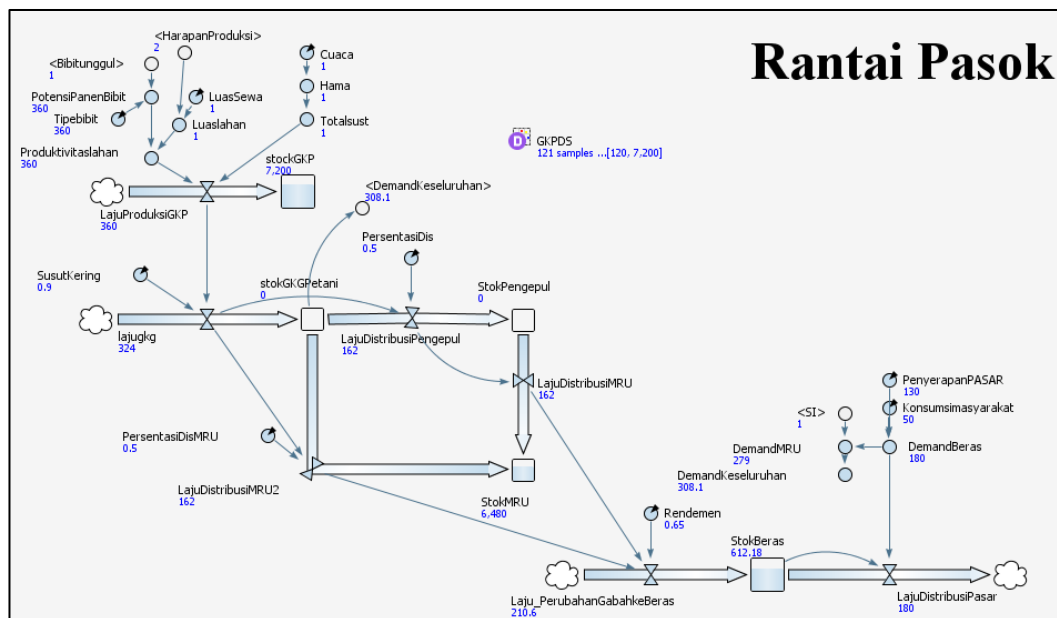 Rantai Pasok
<HarapanProduksi>
2
<Bibitunggul>
1
PotensiPanenBibit
360
Tipebibit
360
LuasSewa
1
Luaslahan
1
Produktivitaslahan
360
Cuaca
1
Hama
1
Totalsust
1
GKPDS
121 samples ...[120, 7,200]
stockGKP
7,200
LajuProduksiGKP
360
<DemandKeseluruhan>
308.1
PersentasiDis
0.5
SusutKering
0.9
stokGKGPetani
0
StokPengepul
0
lajugkg
324
LajuDistribusiPengepul
162
LajuDistribusiMRU
162
PersentasiDisMRU
0.5
LajuDistribusiMRU2
162
StokMRU
6,480
PenyerapanPASAR
130
<SI>
1
Konsumsimasyarakat
50
DemandMRU
279
DemandBeras
180
DemandKeseluruhan
308.1
Rendemen
0.65
StokBeras
612.18
Laju_PerubahanGabahkeBeras
210.6
LajuDistribusiPasar
180